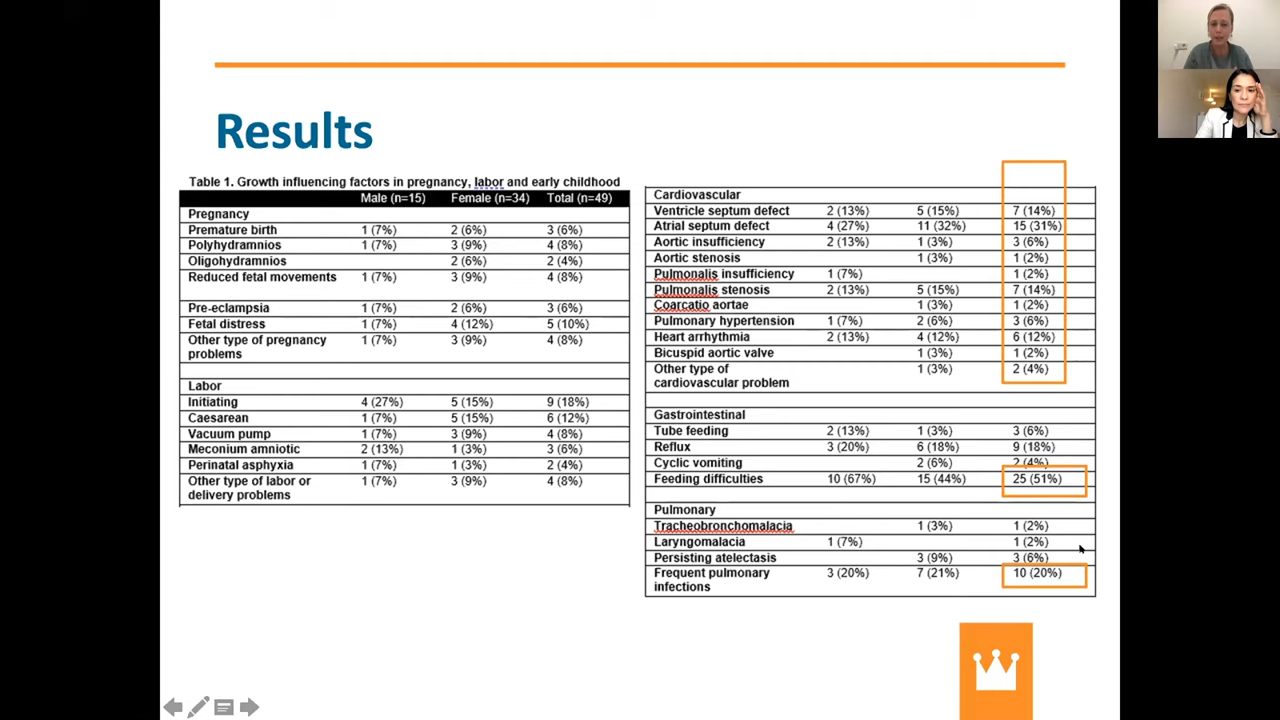 Results
Table 1. Growth influencing factors in pregnancy, labor and early childhood
Male (n=15) Female (n=34) Total (n=49)
Pregnancy
Premature birth 1 (7%) 2 (6%) 3 (6%)
Polyhydramnios 1 (7%) 3 (9%) 4 (8%)
Oligohydramnios 2 (6%) 2 (4%)
Reduced fetal movements 1 (7%) 3 (9%) 4 (8%)
Pre-eclampsia 1 (7%) 2 (6%) 3 (6%)
Fetal distress 1 (7%) 4 (12%) 5 (10%)
Other type of pregnancy 1 (7%) 3 (9%) 4 (8%)
problems
Labor
Initiating 4 (27%) 5 (15%) 9 (18%)
Caesarean 1 (7%) 5 (15%) 6 (12%)
Vacuum pump 1 (7%) 3 (9%) 4 (8%)
Meconium amniotic 2 (13%) 1 (3%) 3 (6%)
Perinatal asphyxia 1 (7%) 1 (3%) 2 (4%)
Other type of labor or 1 (7%) 3 (9%) 4 (8%)
delivery problems
Cardiovascular
Ventricle septum defect 2 (13%) 5 (15%) 7 (14%)
Atrial septum defect 4 (27%) 11 (32%) 15 (31%)
Aortic insufficiency 2 (13%) 1 (3%) 3 (6%)
Aortic stenosis 1 (3%) 1 (2%)
Pulmonalis insufficiency 1 (7%) 1 (2%)
Pulmonalis stenosis 2 (13%) 5 (15%) 7 (14%)
Coarcatio aortae 1 (3%) 1 (2%)
Pulmonary hypertension 1 (7%) 2 (6%) 3 (6%)
Heart arrhythmia 2 (13%) 4 (12%) 6 (12%)
Bicuspid aortic valve 1 (3%) 1 (2%)
Other type of 1 (3%) 2 (4%)
cardiovascular problem
Gastrointestinal
Tube feeding 2 (13%) 1 (3%) 3 (6%)
Reflux 3 (20%) 6 (18%) 9 (18%)
Cyclic vomiting 2 (6%) 2 (4%)
Feeding difficulties 10 (67%) 15 (44%) 25 (51%)
Pulmonary
Tracheobronchomalacia 1 (3%) 1 (2%)
Laryngomalacia 1 (7%) 1 (2%)
Persisting atelectasis 3 (9%) 3 (6%)
Frequent pulmonary 3 (20%) 7 (21%) 10 (20%)
infections